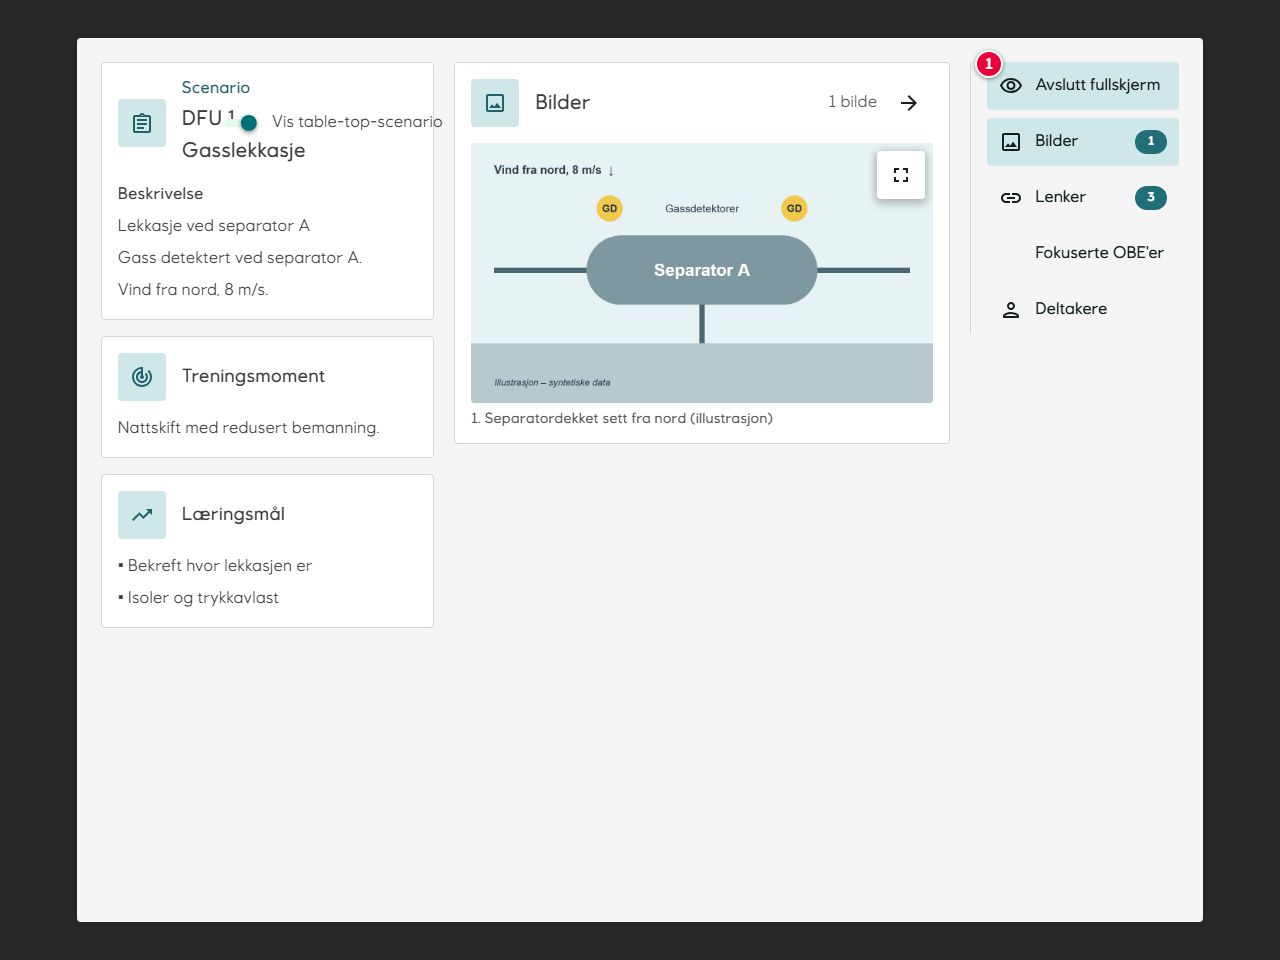 Scenario
DFU 1
Gasslekkasje
Vis table-top-scenario
Beskrivelse
Lekkasje ved separator A
Gass detektert ved separator A.
Vind fra nord, 8 m/s.
Treningsmoment
Nattskift med redusert bemanning.
Læringsmål
▪ Bekreft hvor lekkasjen er
▪ Isoler og trykkavlast
Bilder
1 bilde
Vind fra nord, 8 m/s ↓
GD
Gassdetektorer
GD
Separator A
Illustrasjon – syntetiske data
1. Separatordekket sett fra nord (illustrasjon)
1
Avslutt fullskjerm
Bilder
1
Lenker
3
Fokuserte OBE'er
Deltakere